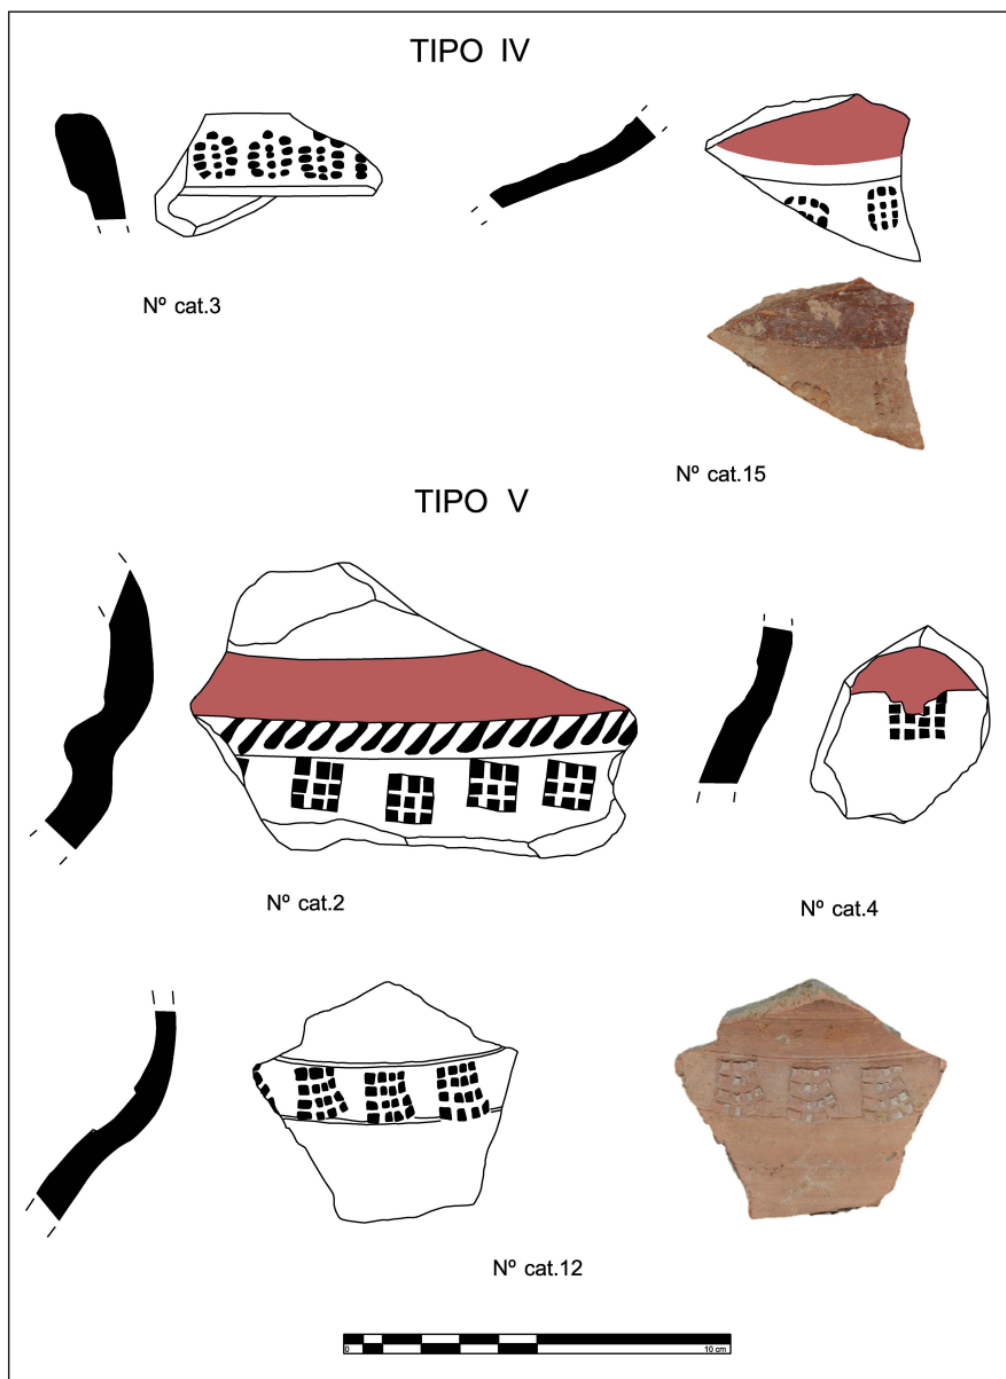 TIPO IV
Nº cat.3
Nº cat.15
TIPO V
Nº cat.2
Nº cat.4
Nº cat.12
0 10 cm